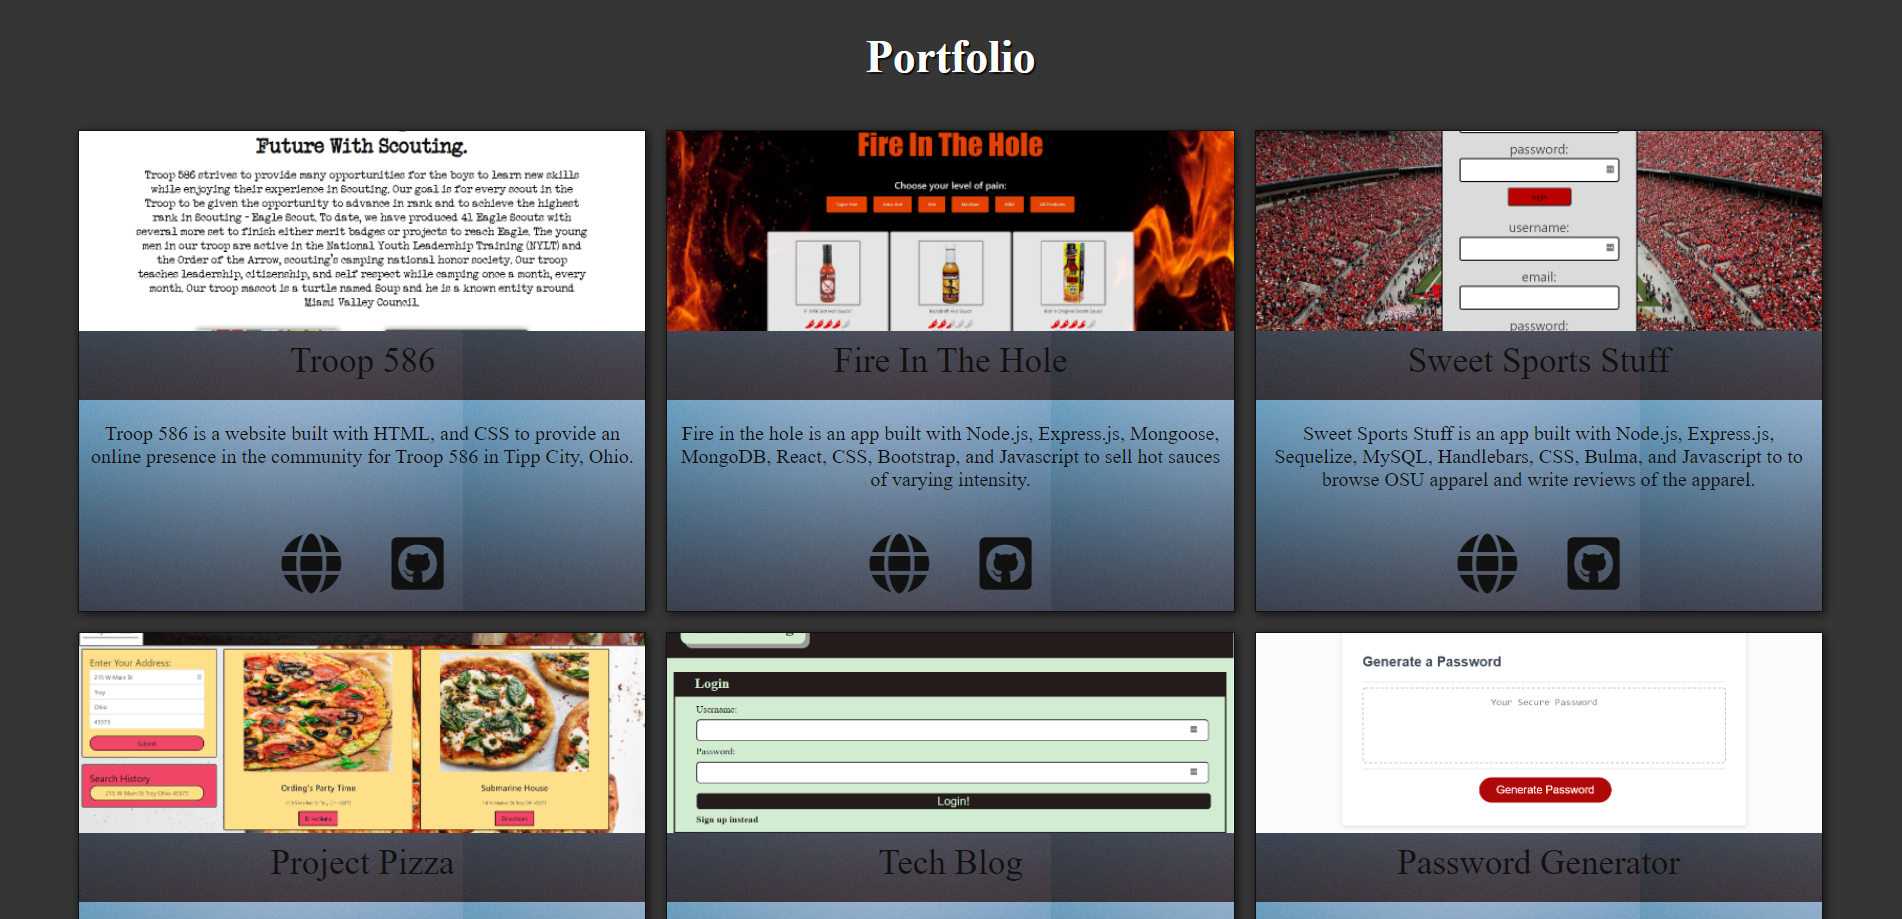 Portfolio
Future With Scouting.
Troop 586 strives to provide many opportunities for the boys to learn new skills
while enjoying their experience in Scouting. Our goal is for every scout in the
Troop to be given the opportunity to advance in rank and to achieve the highest
rank in Scouting - Eagle Scout. To date, we have produced 41 Eagle Scouts with
several more set to finish either merit badges or projects to reach Eagle. The young
men in our troop are active in the National Youth Leadership Training (NYLT) and
the Order of the Arrow, scouting's camping national honor society. Our troop
teaches leadership, citizenship, and self respect while camping once a month, every
month. Our troop mascot is a turtle named Soup and he is a known entity around
Miami Valley Council.
Troop 586
Troop 586 is a website built with HTML, and CSS to provide an
online presence in the community for Troop 586 in Tipp City, Ohio.
Fire In The Hole
Choose your level of pain:
Super Hot Extra Hot Hot Medium Mild All Products
Fire In The Hole
Fire in the hole is an app built with Node.js, Express.js, Mongoose,
MongoDB, React, CSS, Bootstrap, and Javascript to sell hot sauces
of varying intensity.
password:
login
username:
email:
password:
Sweet Sports Stuff
Sweet Sports Stuff is an app built with Node.js, Express.js,
Sequelize, MySQL, Handlebars, CSS, Bulma, and Javascript to to
browse OSU apparel and write reviews of the apparel.
Enter Your Address:
215 W Main St
Troy
Ohio
45373
Submit
Search History
215 W Main St Troy Ohio 45373
Ording's Party Time
Directions
Submarine House
Directions
Project Pizza
Login
Username:
Password:
Login!
Sign up instead
Tech Blog
Generate a Password
Your Secure Password
Generate Password
Password Generator